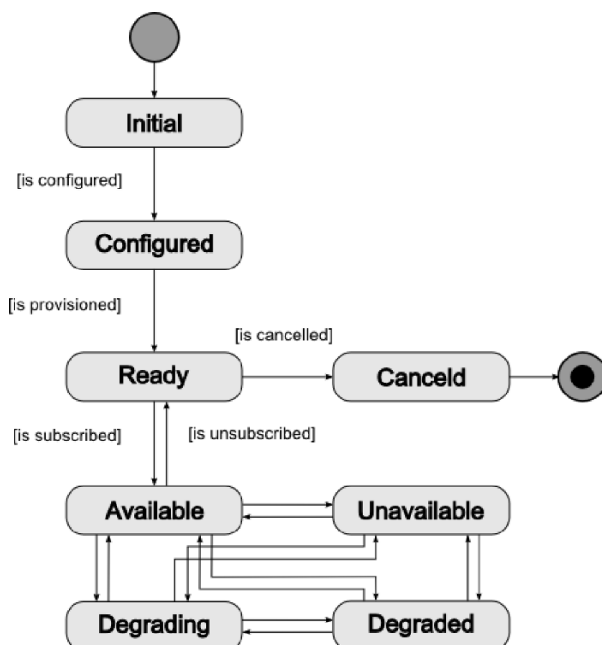 Initial
[is configured]
Configured
[is provisioned]
[is cancelled]
Ready
Canceld
[is subscribed]
[is unsubscribed]
Available
Unavailable
Degrading
Degraded